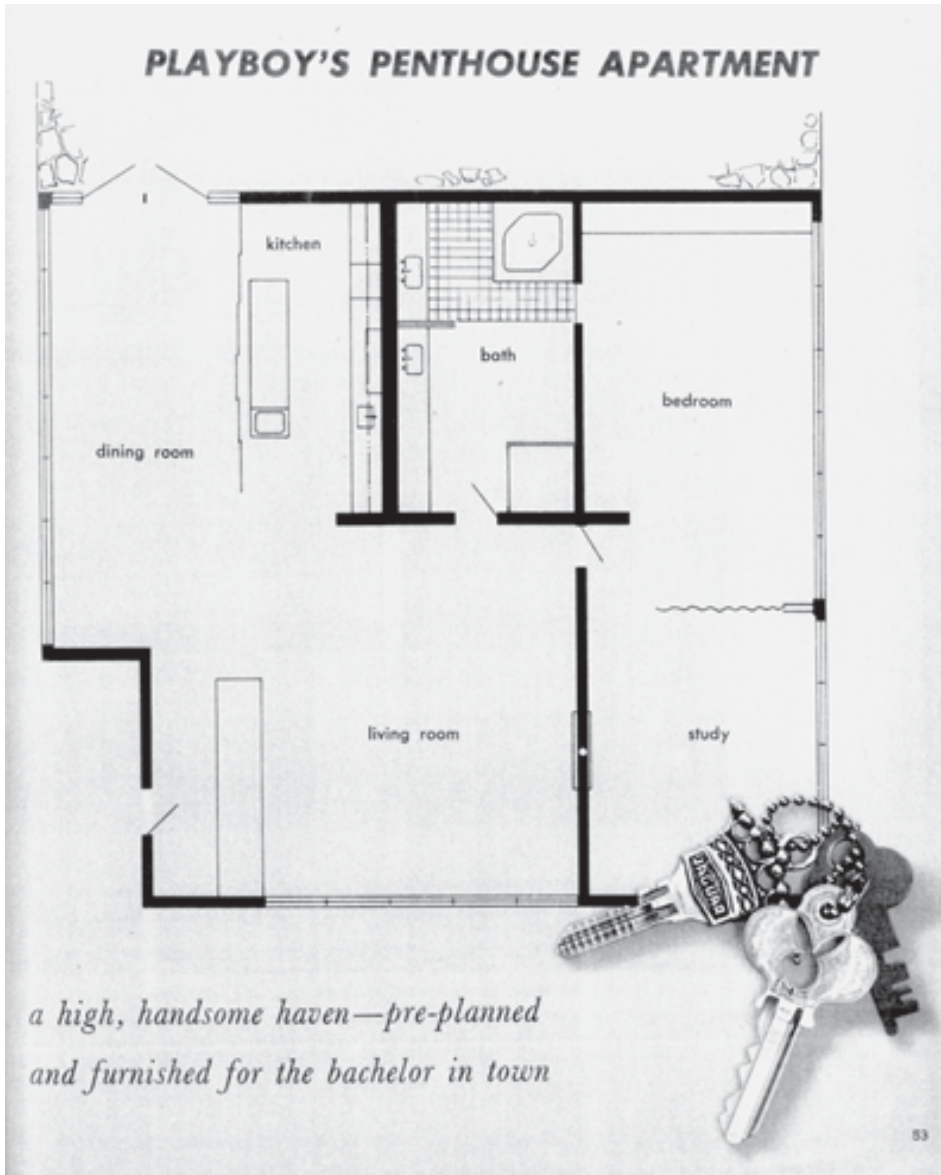 PLAYBOY'S PENTHOUSE APARTMENT
kitchen
bath
bedroom
dining room
living room
study
JAGUAR
a high, handsome haven—pre-planned
and furnished for the bachelor in town
53